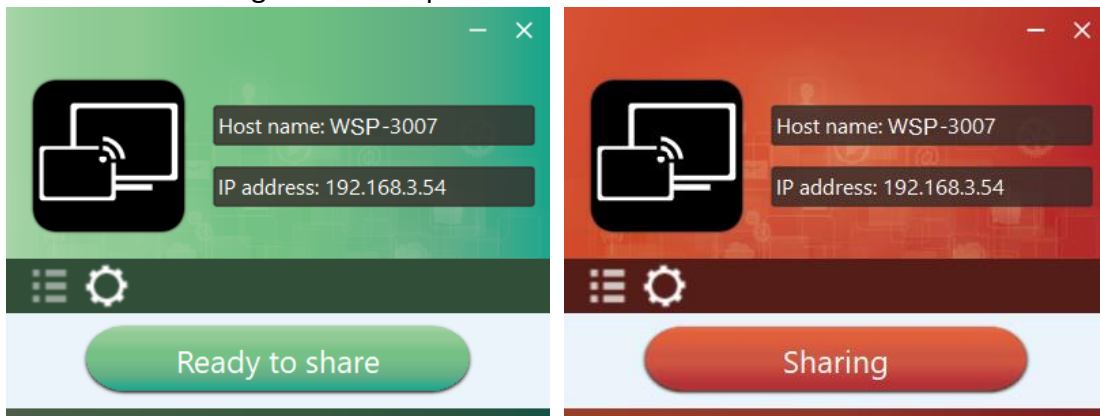 Host name: WSP-3007
IP address: 192.168.3.54
Ready to share
Host name: WSP-3007
IP address: 192.168.3.54
Sharing